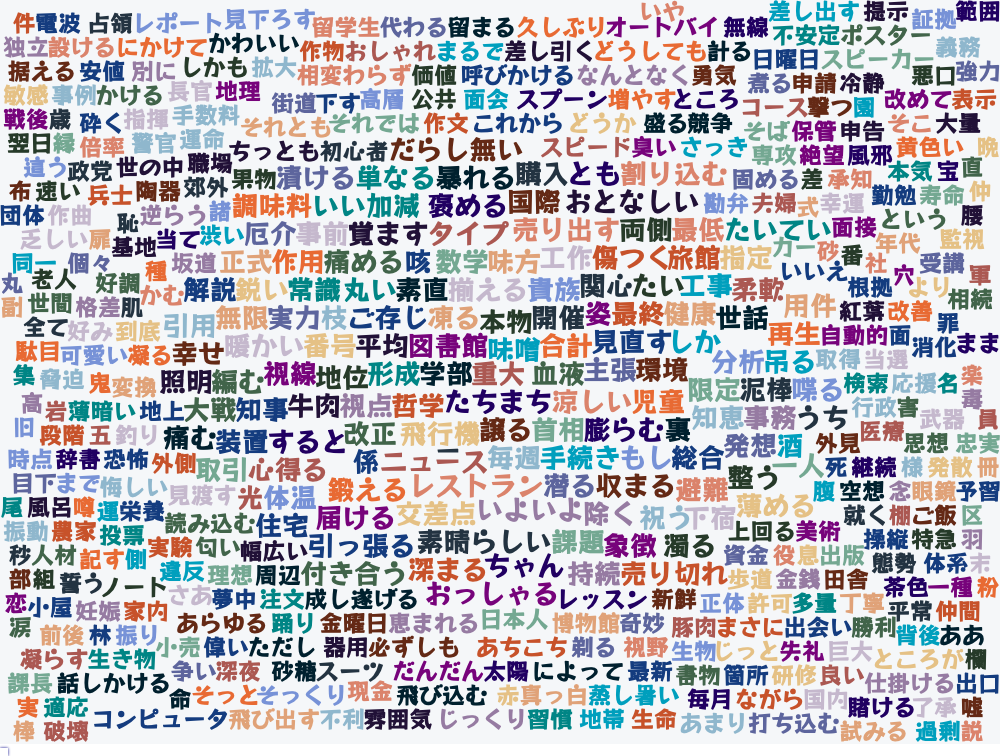 件 電波 占領 レポート 見下ろす 留学生 代わる 留まる 久しぶり オートバイ いや 無線 差し出す 提示 証拠 範囲
独立 設ける にかけて かわいい 作物 おしゃれ まるで 差し引く どうしても 計る 不安定 ポスター 義務
据える 安値 別に しかも 拡大 相変わらず 価値 呼びかける なんとなく 勇気 日曜日 スピーカー 悪口 強力
敏感 事例 かける 長官 地理 街道 下す 高層 公共 面会 スプーン 増やす ところ 煮る 申請 冷静 改めて 表示
戦後 歳 砕く 指揮 手数料 それとも それでは 作文 これから どうか 盛る 競争 コース 撃つ 園 そこ 大量
翌日 緑 倍率 警官 運命 ちっとも 初心者 だらし無い スピード 臭い さっき そば 保管 申告 黄色い 晩
違う 政党 世の中 職場 果物 漬ける 単なる 暴れる 購入 とも 割り込む 専攻 絶望 風邪 本気 宝 直
布 速い 兵士 陶器 郊外 調味料 いい加減 褒める 国際 おとなしい 固める 差 承知 勤勉 寿命 仲
団体 作曲 恥 逆らう 諸 勘弁 夫婦 式 幸運 という 腰
乏しい 扉 基地 当て 渋い 厄介 事前 覚ます タイプ 売り出す 両側 最低 たいてい 面接 年代 監視
同一 個々 種 坂道 正式 作用 痛める 咳 数学 味方 工作 傷つく 旅館 指定 カー 砂 番 社 受講 軍
丸 老人 好調 かむ 解説 鋭い 常識 丸い 素直 揃える 貴族 関心 たい 工事 柔軟 いいえ 根拠 穴 より 相続
副 世間 格差 肌 引用 無限 実力 枝 ご存じ 凍る 本物 開催 姿 最終 健康 世話 用件 紅葉 改善 罪
全て 好み 到底 暖かい 番号 平均 図書館 味噌 合計 見直す しか 再生 自動的 面 消化 まま
駄目 可愛い 凝る 幸せ 視線 地位 形成 学部 重大 血液 主張 環境 分析 吊る 取得 当選
集 脅迫 鬼 変換 照明 編む 限定 泥棒 喋る 検索 応援 名 楽
高 岩 薄暗い 地上 大戦 知事 牛肉 視点 哲学 たちまち 涼しい 児童 知恵 事務 うち 行政 書 武器 毒 員
旧 段階 五 釣り 痛む 装置 すると 改正 飛行機 譲る 首相 膨らむ 裏 発想 酒 外見 医療 思想 忠実
時点 辞書 恐怖 外側 取引 心得る 係 ニュース 毎週 手続き もし 総合 整う 一人 死 継続 様 発散 冊
目下 まで 悔しい 見渡す 光 体温 鍛える レストラン 潜る 収まる 避難 薄める 腹 空想 念 眼鏡 予習
尾 風呂 噂 運 栄養 読み込む 住宅 届ける 交差点 いよいよ 除く 祝う 下宿 上回る 美術 就く 棚 ご飯 区
振動 農家 投票 実験 匂い 幅広い 引っ張る 素晴らしい 課題 象徴 濁る 資金 役 息 出版 操縦 特急 羽
秒 人材 記す 側 違反 理想 周辺 付き合う 深まる ちゃん 持続 売り切れ 歩道 金銭 田舎 態勢 体系 末
部 組 誓う ノート さあ 夢中 注文 成し遂げる おっしゃる レッスン 新鮮 正体 許可 多量 丁寧 茶色 一種 粉
恋 小屋 妊娠 家内 あらゆる 踊り 金曜日 恵まれる 日本人 博物館 奇妙 豚肉 まさに 出会い 勝利 平常 仲間
涙 前後 林 振り 小売 偉い ただし 器用 必ずしも あちこち 剃る 視野 生物 じっと 失礼 巨大 背後 ああ
凝らす 生き物 争い 深夜 砂糖 スーツ だんだん 太陽 によって 最新 書物 箇所 研修 良い ところが 欄
課長 話しかける 命 そっと そっくり 現金 飛び込む 赤 真っ白 蒸し暑い 毎月 ながら 国内 仕掛ける 出口
実 適応 コンピュータ 飛び出す 不利 雰囲気 じっくり 習慣 地帯 生命 あまり 打ち込む 賭ける 了承 嘘
棒 破壊 試みる 過剰 説